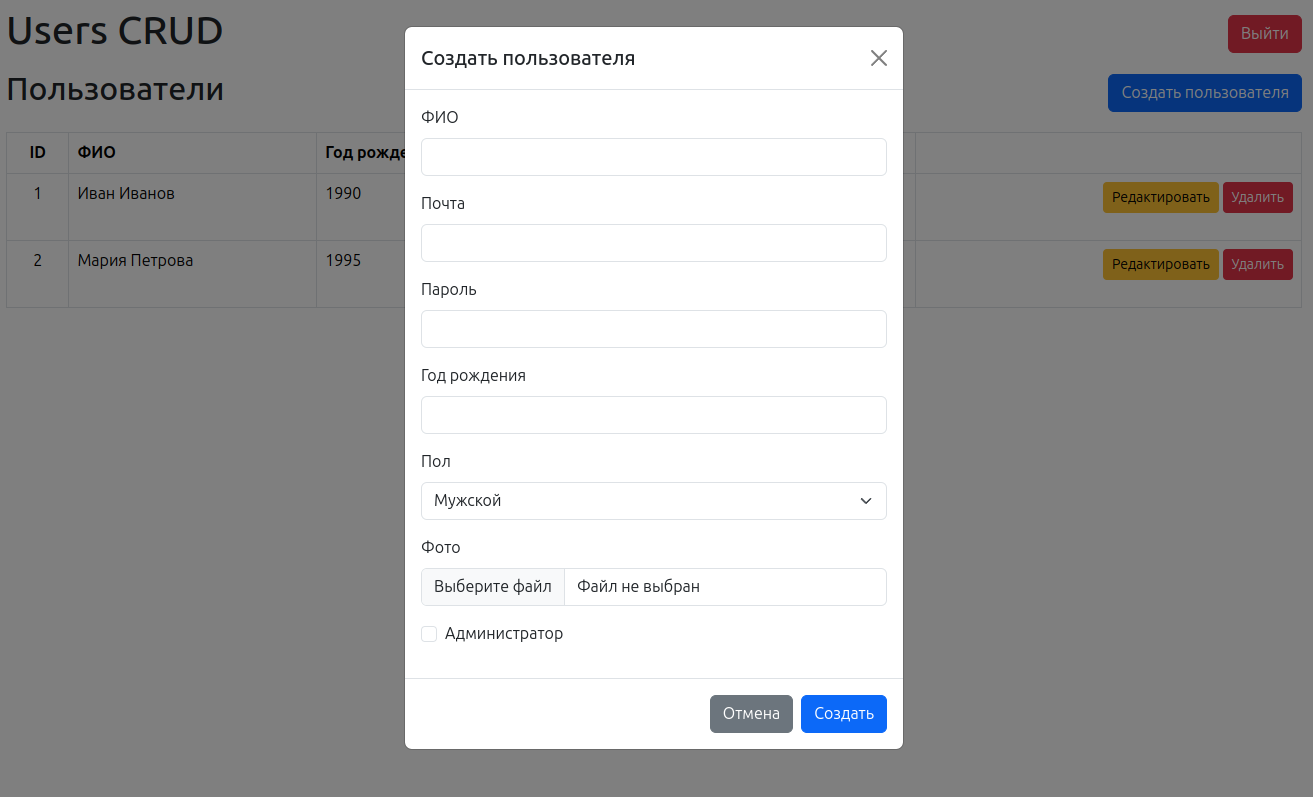 Users CRUD
Выйти
Пользователи
Создать пользователя
ID ФИО Год рожде
1 Иван Иванов 1990 Редактировать Удалить
2 Мария Петрова 1995 Редактировать Удалить
Создать пользователя
ФИО
Почта
Пароль
Год рождения
Пол
Мужской
Фото
Выберите файл Файл не выбран
Администратор
Отмена Создать